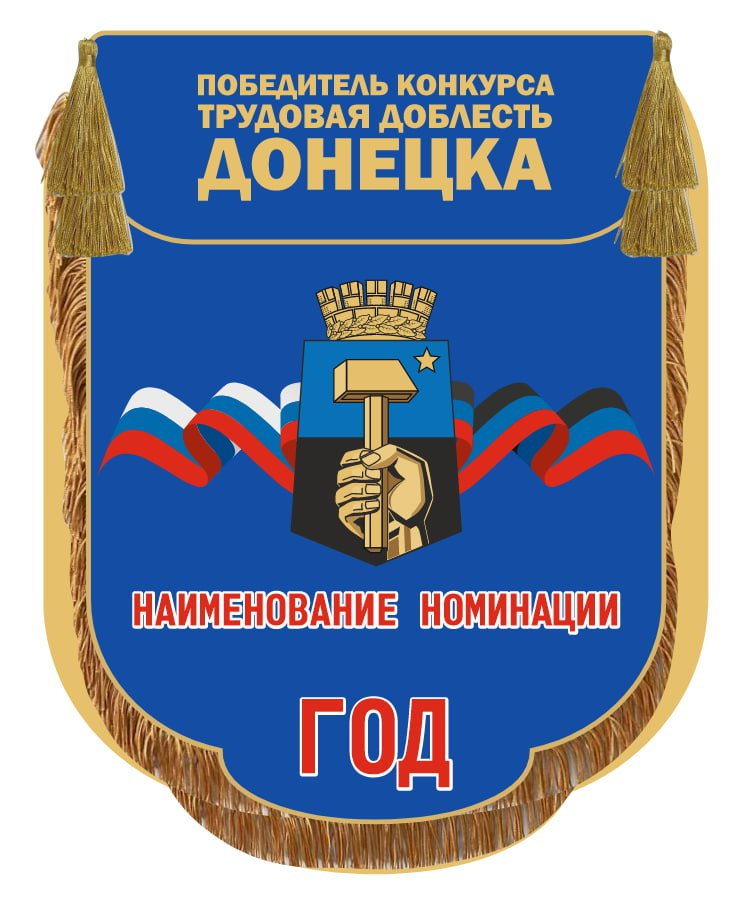 ПОБЕДИТЕЛЬ КОНКУРСА
ТРУДОВАЯ ДОБЛЕСТЬ
ДОНЕЦКА
НАИМЕНОВАНИЕ НОМИНАЦИИ
ГОД